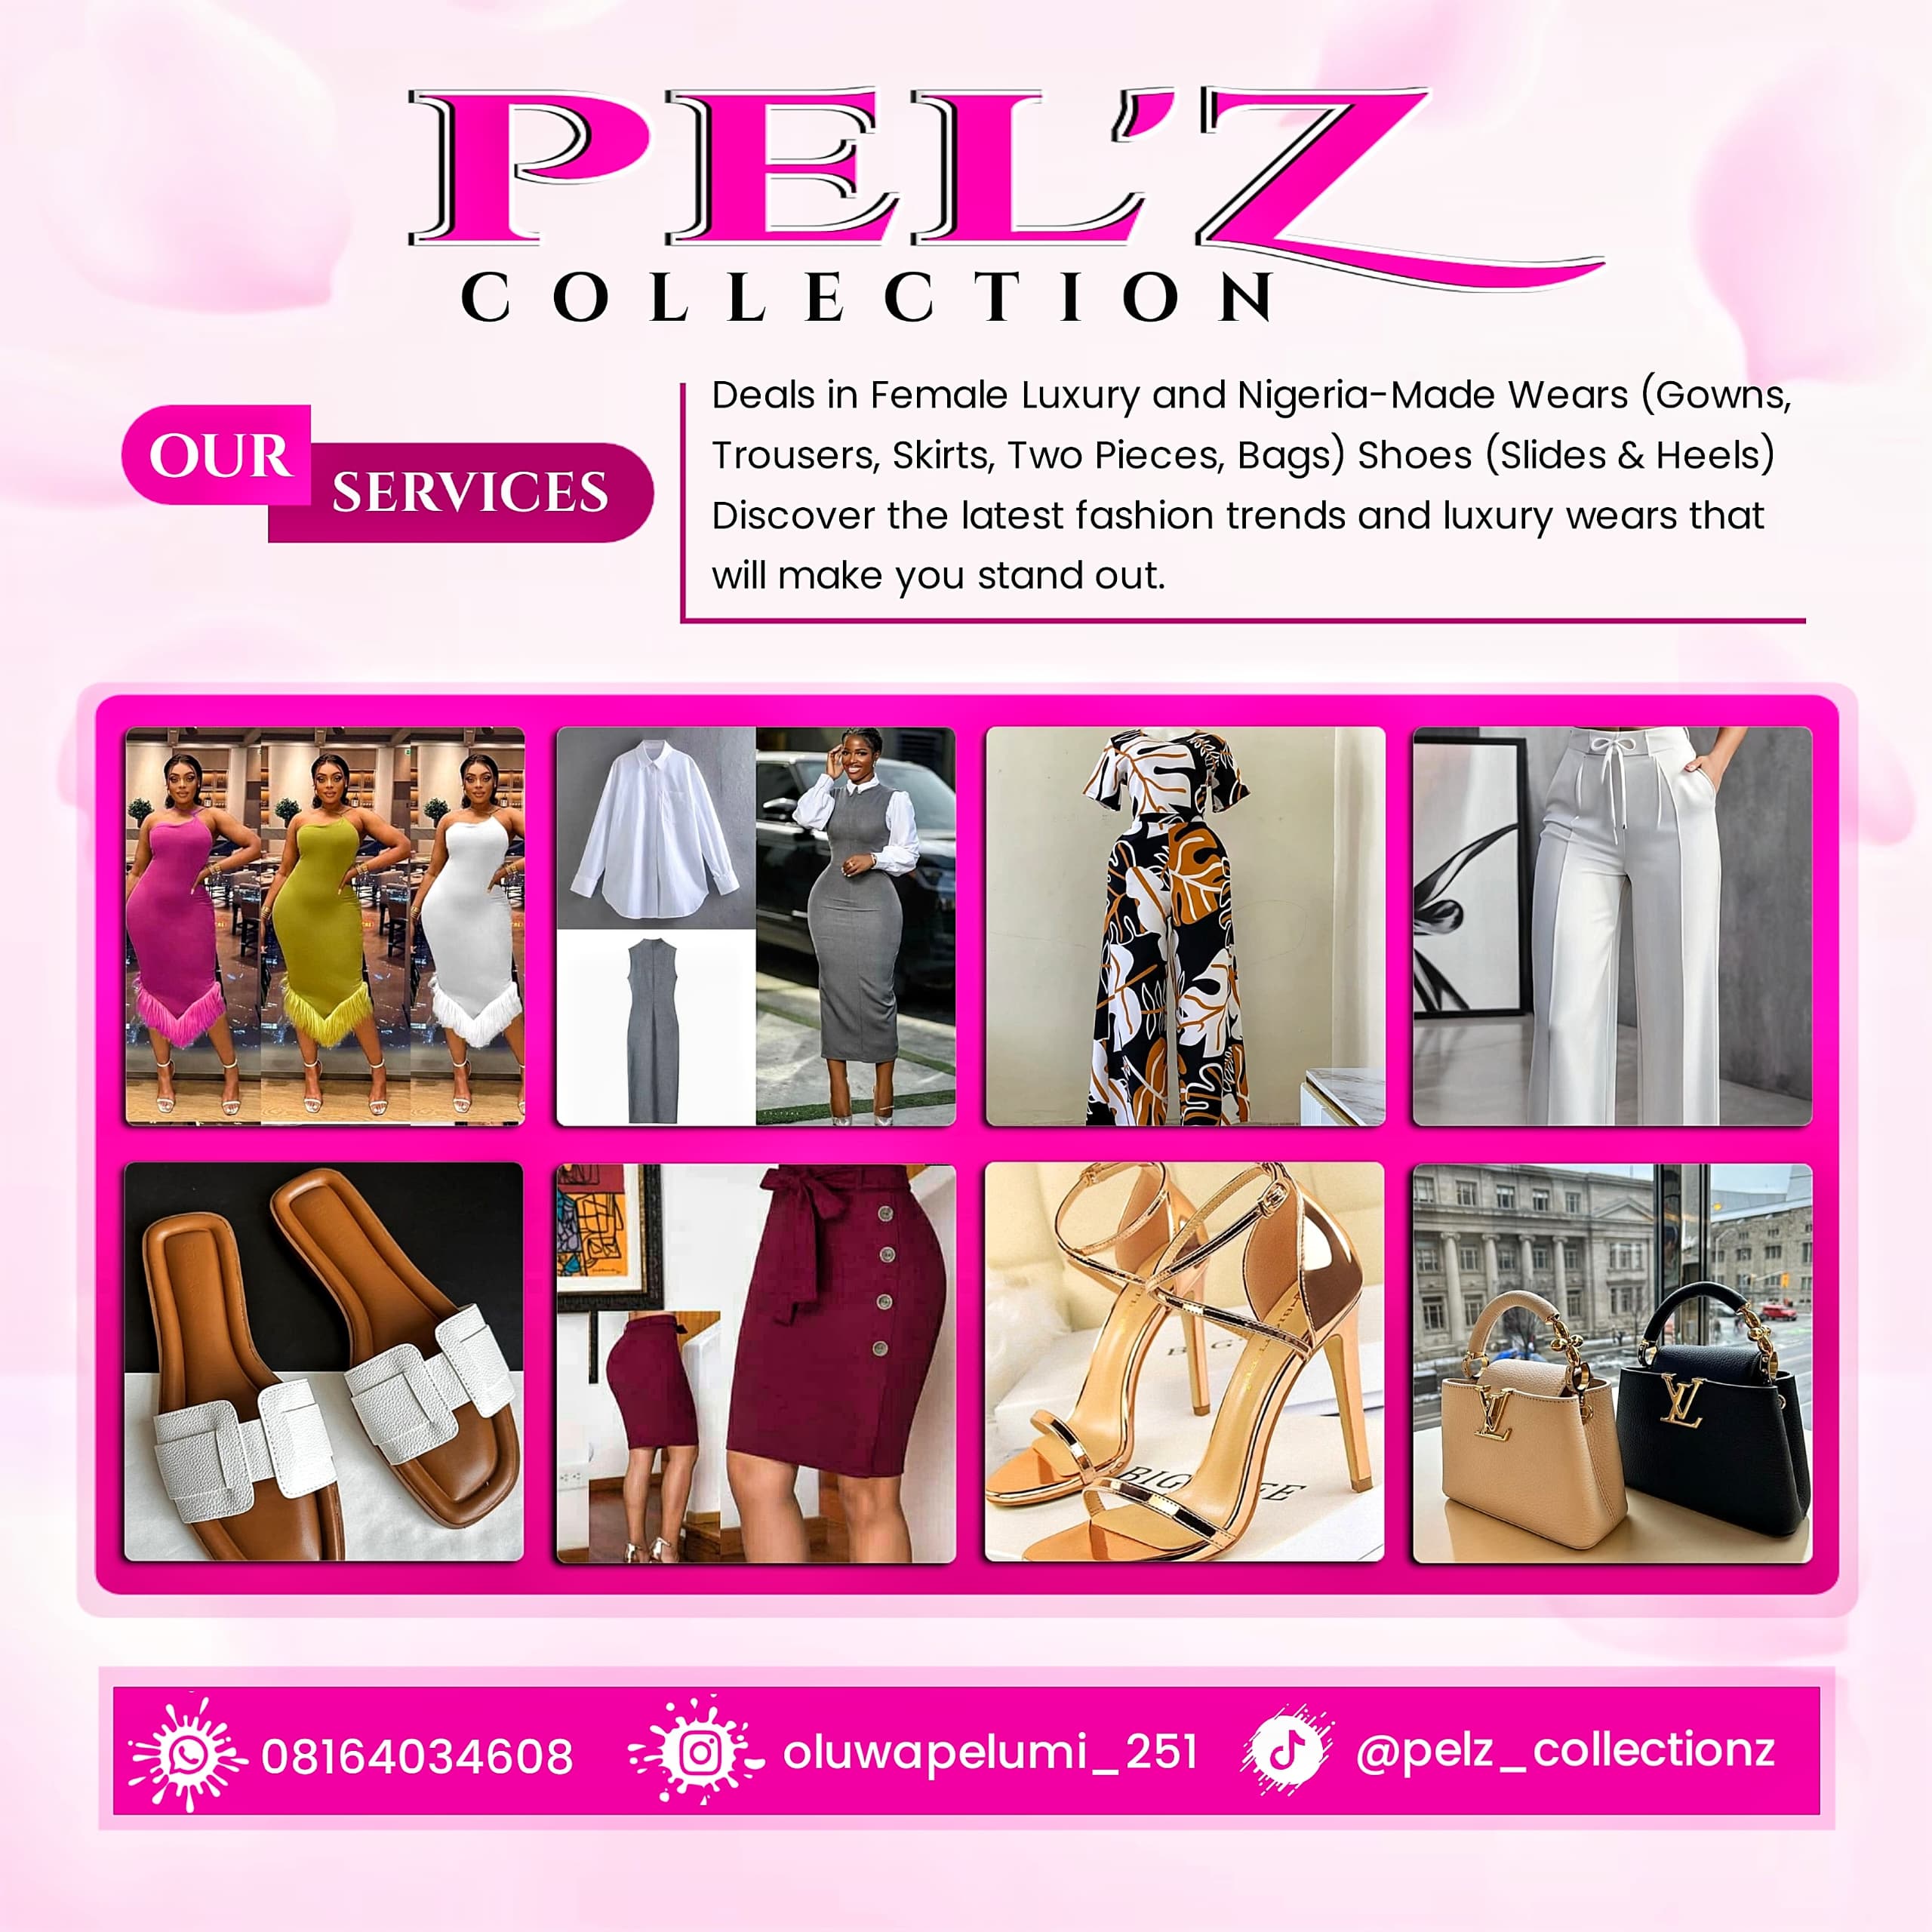 PEL'Z
COLLECTION
OUR
SERVICES
Deals in Female Luxury and Nigeria-Made Wears (Gowns,
Trousers, Skirts, Two Pieces, Bags) Shoes (Slides & Heels)
Discover the latest fashion trends and luxury wears that
will make you stand out.
LV
LV
08164034608
oluwapelumi_251
@pelz_collectionz